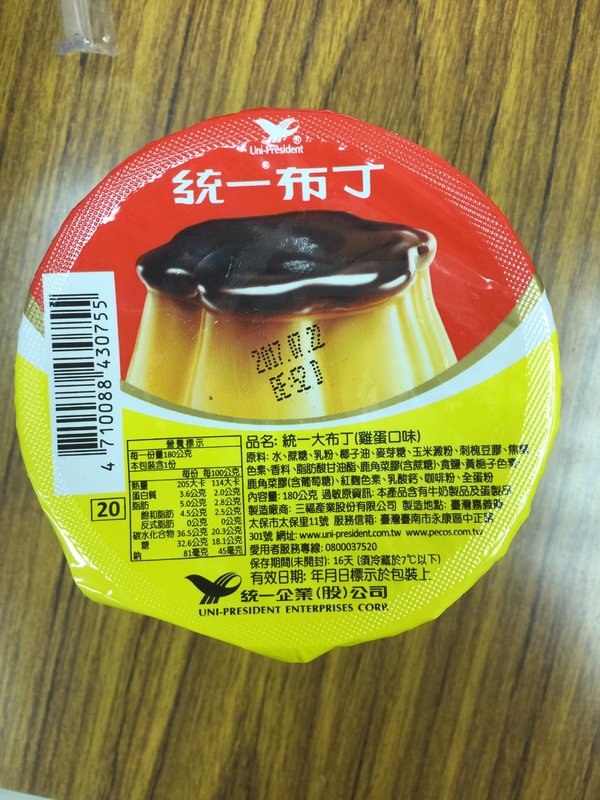 Uni-President
統一布丁
2017.07.22
4 710088 430755
20
營養標示
每一份量180公克
本包裝含1份
每份 每100公克
熱量 205大卡 114大卡
蛋白質 3.6公克 2.0公克
脂肪 5.0公克 2.8公克
飽和脂肪 4.5公克 2.5公克
反式脂肪 0公克 0公克
碳水化合物 36.5公克 20.3公克
糖 32.6公克 18.1公克
鈉 81毫克 45毫克
品名: 統一大布丁(雞蛋口味)
原料: 水、蔗糖、乳粉、椰子油、麥芽糖、玉米澱粉、刺槐豆膠、焦糖
色素、香料、脂肪酸甘油酯、鹿角菜膠(含蔗糖)、食鹽、黃梔子色素
鹿角菜膠(含葡萄糖)、紅麴色素、乳酸鈣、咖啡粉、全蛋粉
內容量: 180公克 過敏原資訊: 本產品含有牛奶製品及蛋製品
製造廠商: 三福產業股份有限公司 製造地點: 臺灣嘉義縣
太保市太保里11號 服務信箱: 臺灣臺南市永康區中正路
301號 網址: www.uni-president.com.tw www.pecos.com.tw
愛用者服務專線: 0800037520
保存期間(未開封): 16天 (須冷藏於7℃以下)
有效日期: 年月日標示於包裝上
統一企業(股)公司
UNI-PRESIDENT ENTERPRISES CORP.